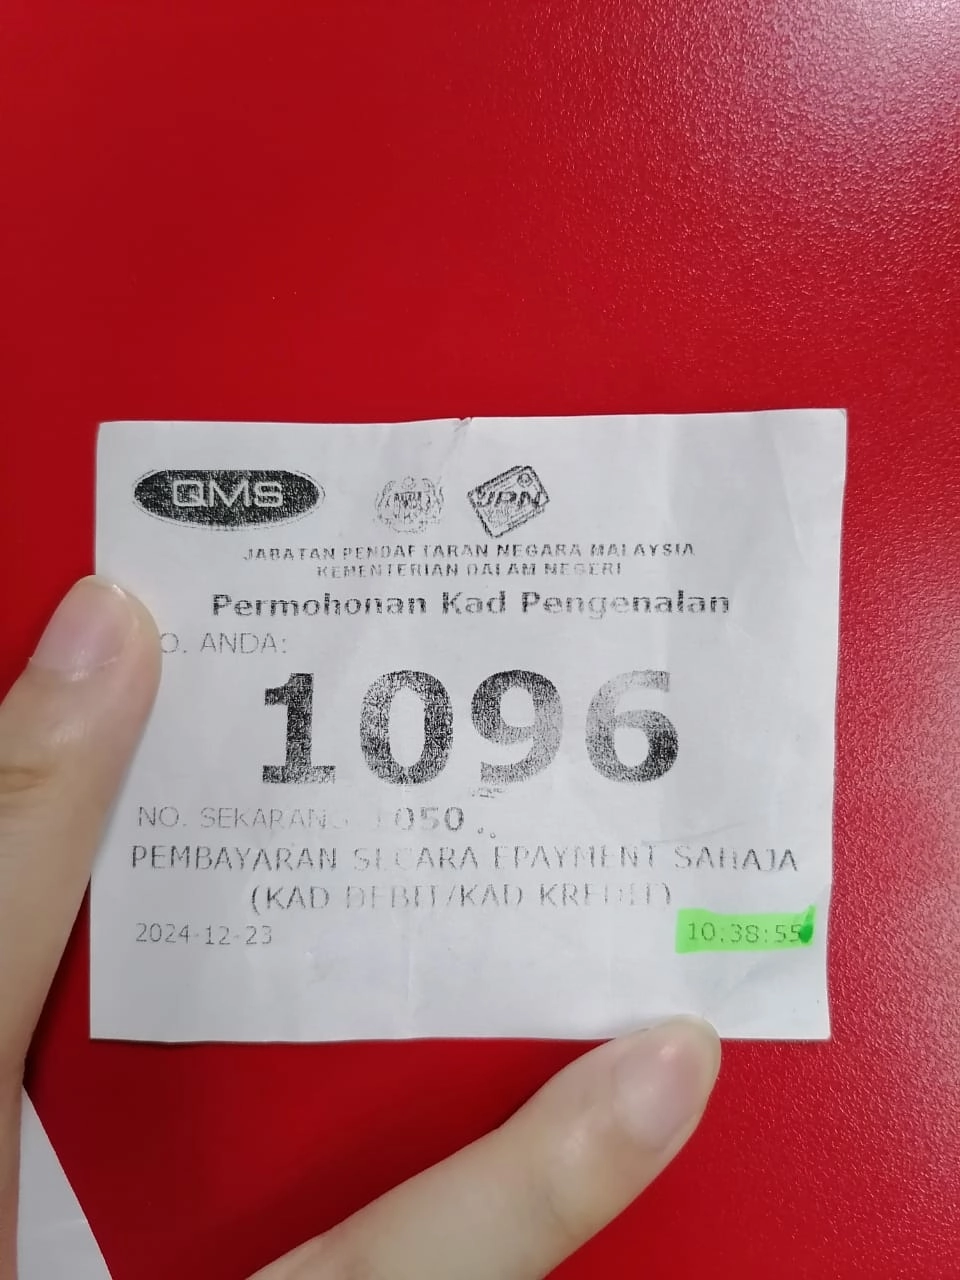 QMS
JPN
JABATAN PENDAFTARAN NEGARA MALAYSIA
KEMENTERIAN DALAM NEGERI
Permohonan Kad Pengenalan
O. ANDA:
1096
NO. SEKARANG 1050
PEMBAYARAN SECARA EPAYMENT SAHAJA
(KAD DEBIT/KAD KREDIT)
2024-12-23 10:38:55